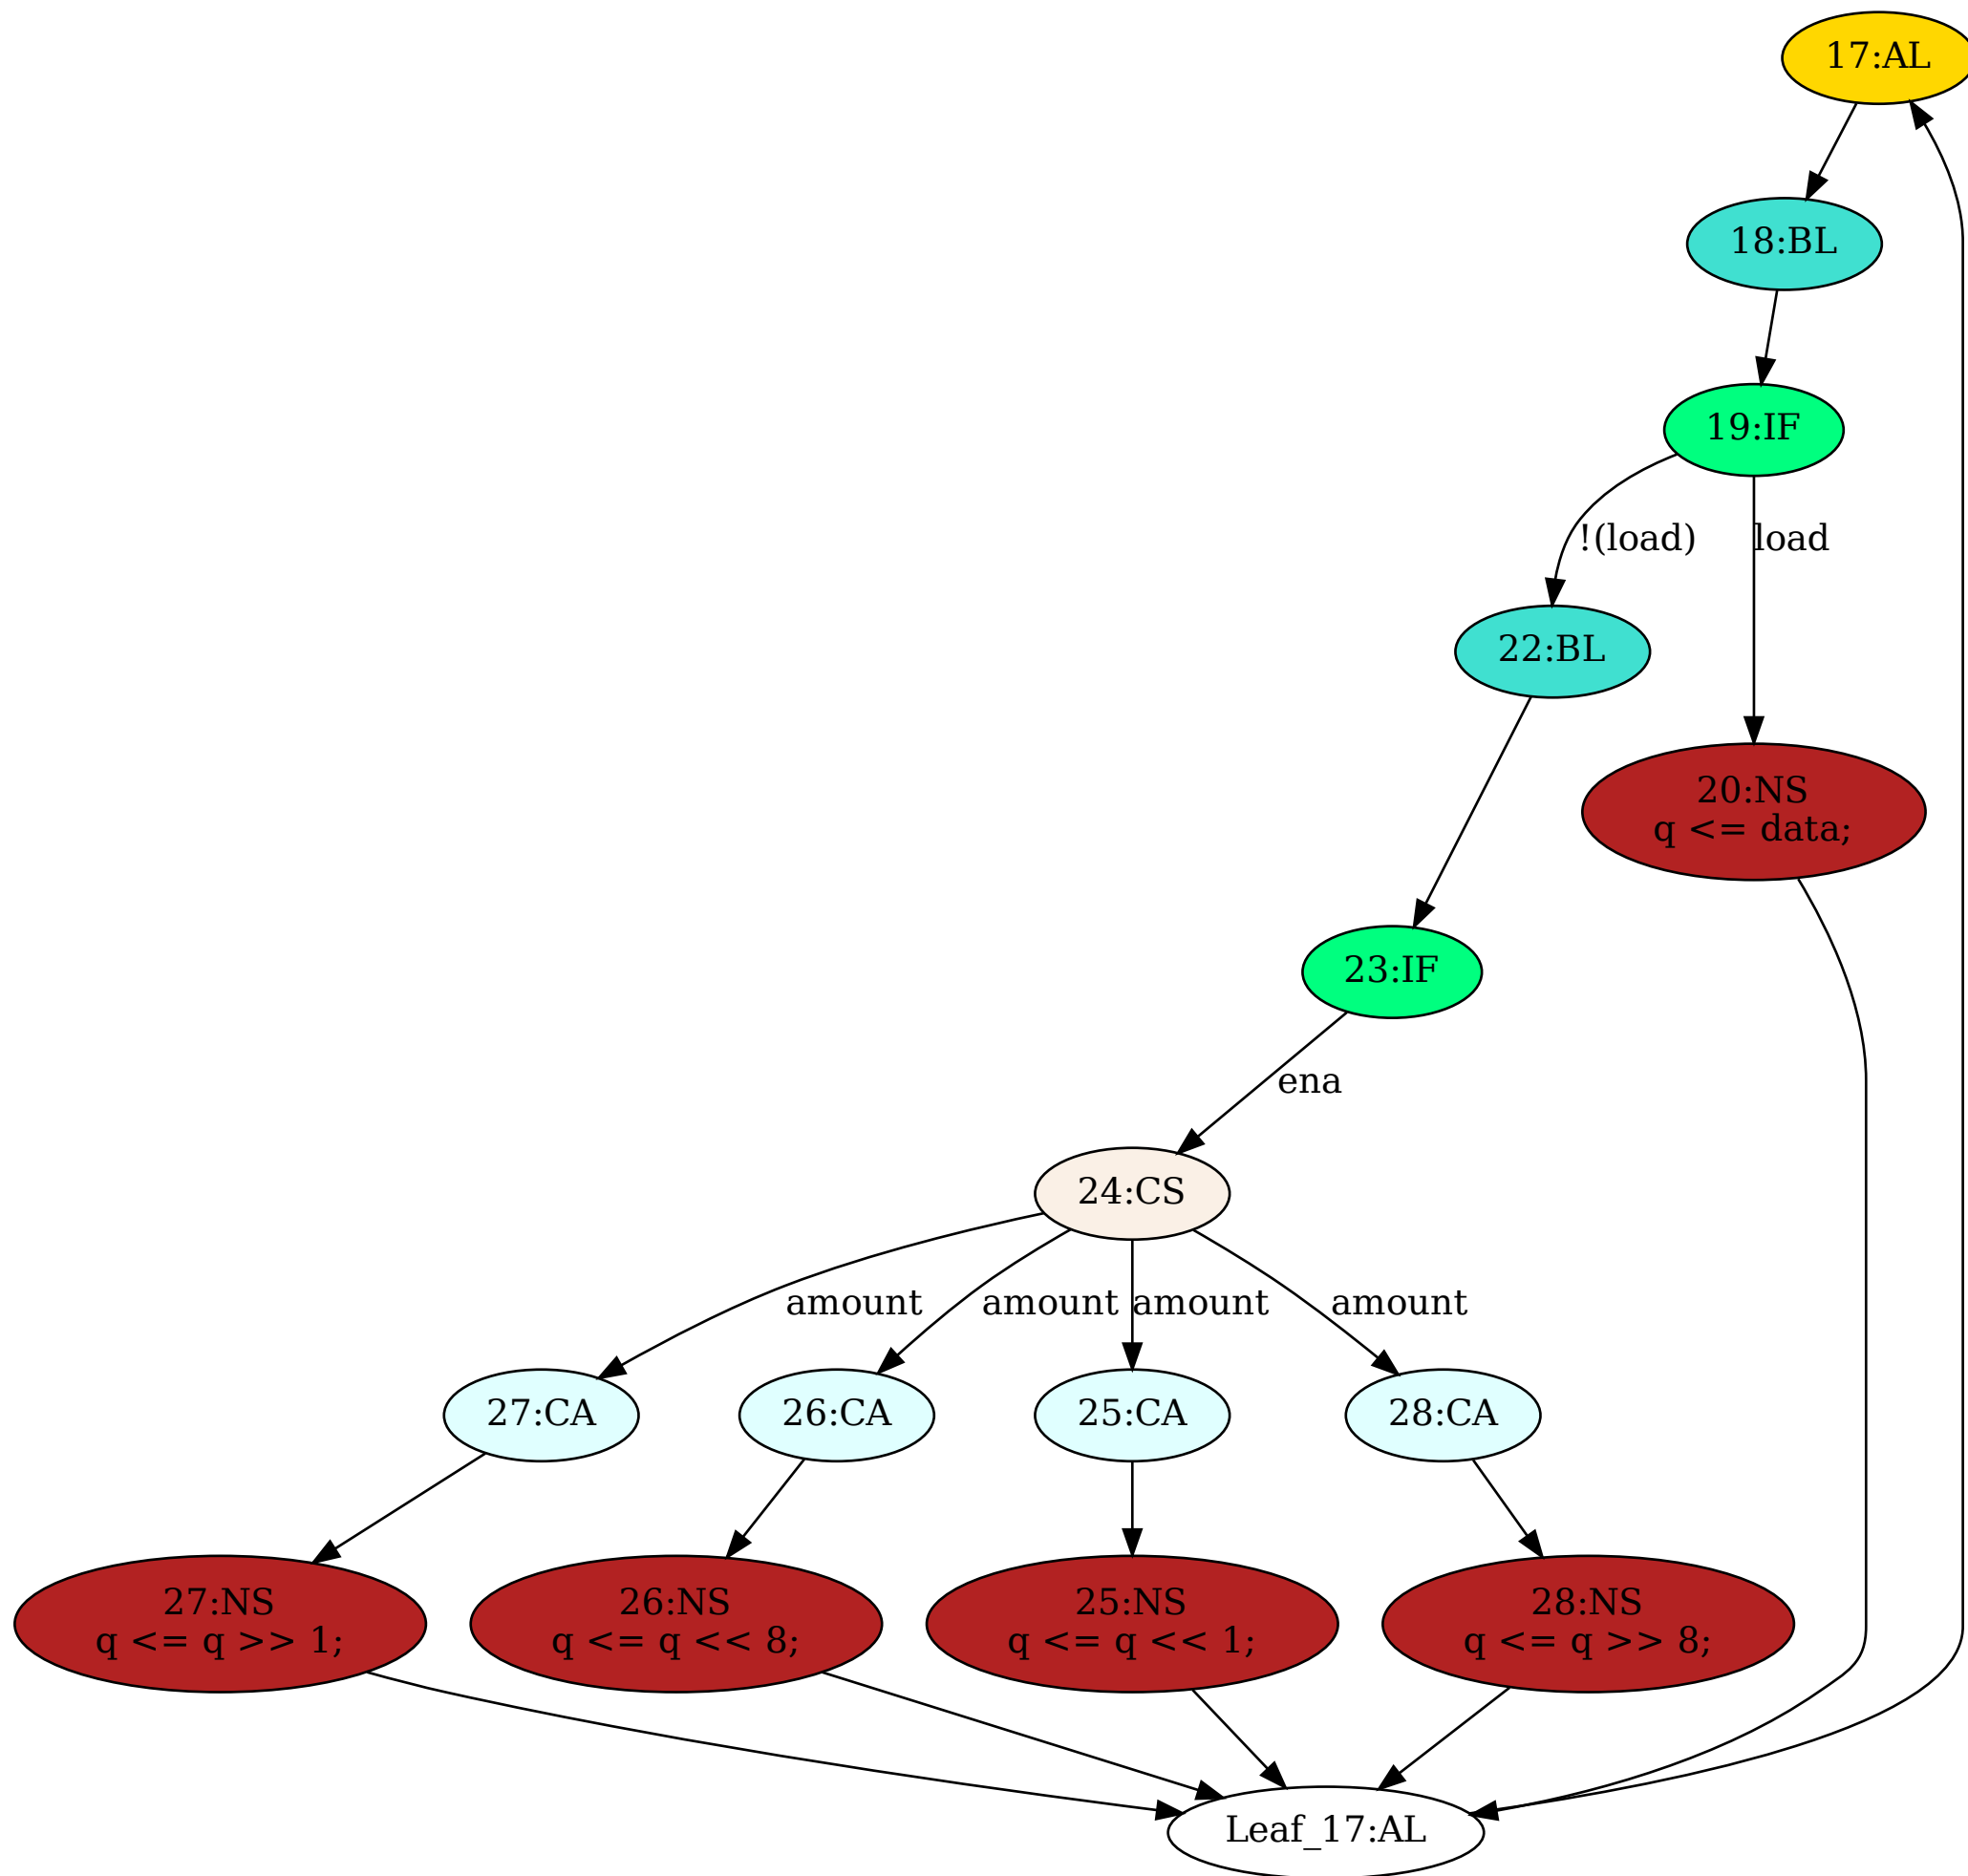 17:AL
18:BL
19:IF
!(load)
load
22:BL
20:NS
q <= data;
23:IF
ena
24:CS
amount
amount
amount
amount
27:CA
26:CA
25:CA
28:CA
27:NS
q <= q >> 1;
26:NS
q <= q << 8;
25:NS
q <= q << 1;
28:NS
q <= q >> 8;
Leaf_17:AL